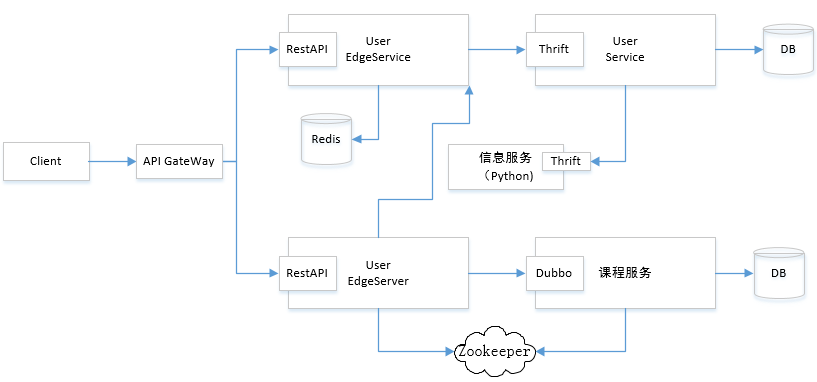 RestAPI
User
EdgeService
Thrift
User
Service
DB
Redis
Client
API GateWay
信息服务
（Python)
Thrift
RestAPI
User
EdgeServer
Dubbo
课程服务
DB
Zookeeper